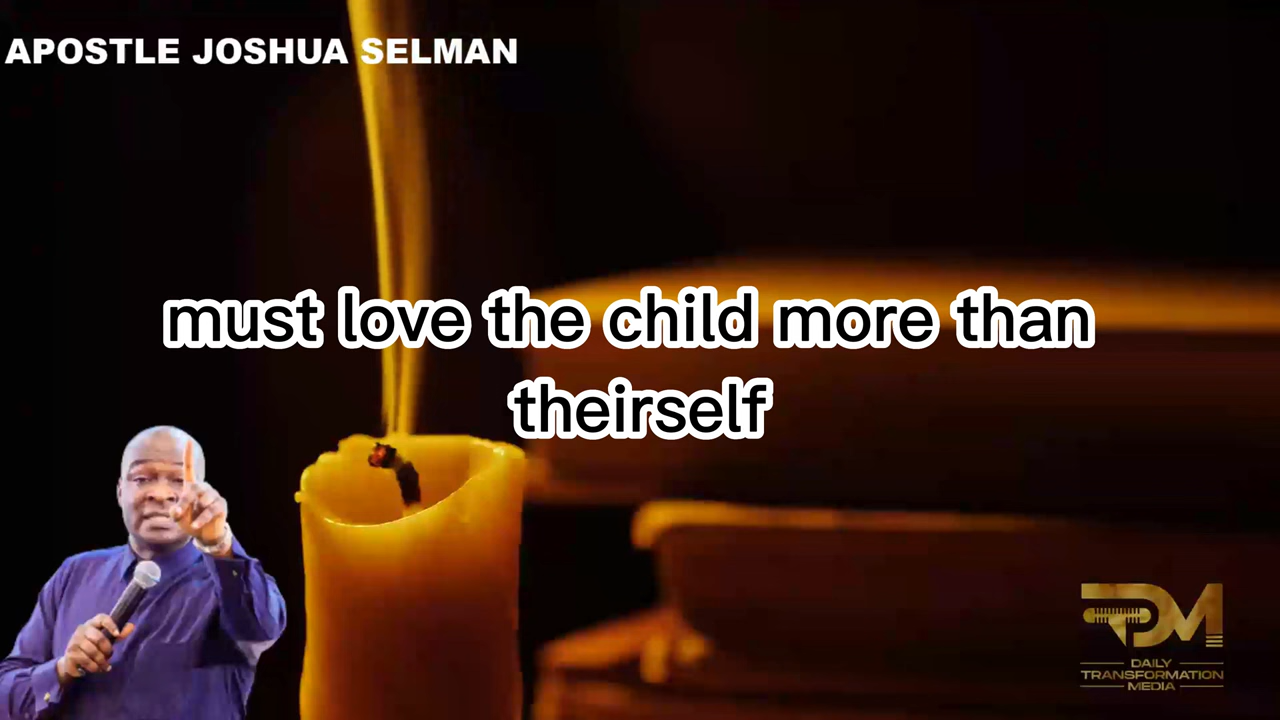 APOSTLE JOSHUA SELMAN
must love the child more than
theirself
DAILY
TRANSFORMATION
MEDIA